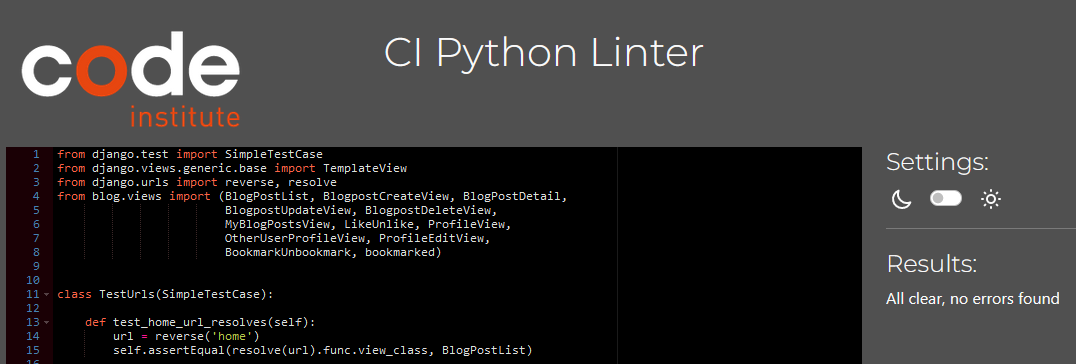 code
institute
CI Python Linter
1 from django.test import SimpleTestCase
2 from django.views.generic.base import TemplateView
3 from django.urls import reverse, resolve
4 from blog.views import (BlogPostList, BlogpostCreateView, BlogPostDetail,
5 BlogpostUpdateView, BlogpostDeleteView,
6 MyBlogPostsView, LikeUnlike, ProfileView,
7 OtherUserProfileView, ProfileEditView,
8 BookmarkUnbookmark, bookmarked)
9
10
11 class TestUrls(SimpleTestCase):
12
13 def test_home_url_resolves(self):
14 url = reverse('home')
15 self.assertEqual(resolve(url).func.view_class, BlogPostList)
16
Settings:
Results:
All clear, no errors found